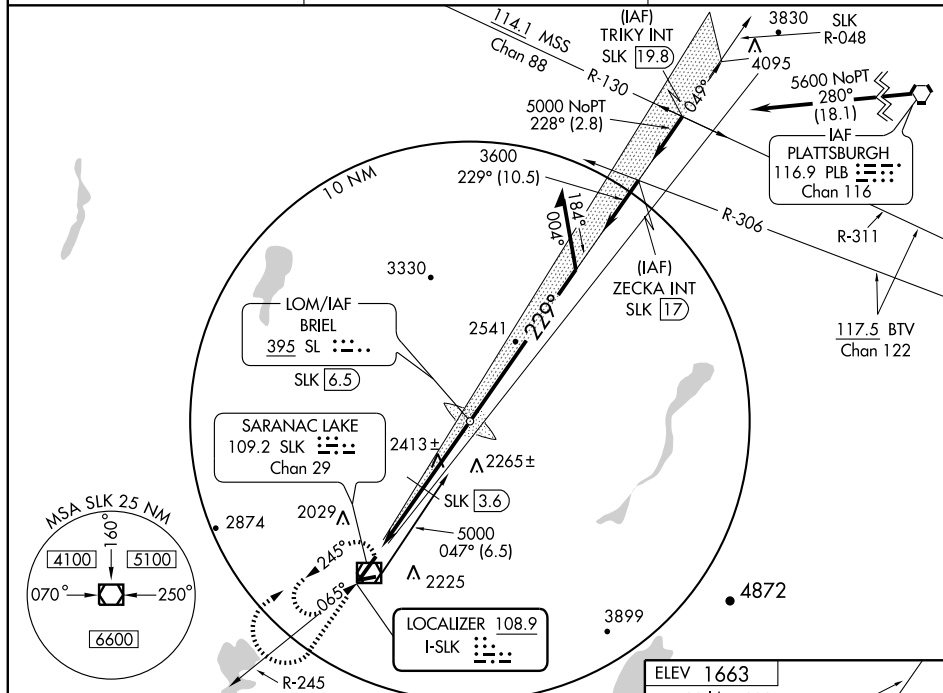 114.1 MSS
Chan 88
R-130
(IAF)
TRIKY INT
SLK 19.8
3830
SLK
R-048
4095
049°
5600 NoPT
280°
(18.1)
5000 NoPT
228° (2.8)
IAF
PLATTSBURGH
116.9 PLB
Chan 116
3600
229° (10.5)
10 NM
184°
004°
R-306
R-311
(IAF)
ZECKA INT
SLK 17
117.5 BTV
Chan 122
3330
LOM/IAF
BRIEL
395 SL
SLK 6.5
2541
229°
SARANAC LAKE
109.2 SLK
Chan 29
2413±
2265±
SLK 3.6
MSA SLK 25 NM
160°
4100
5100
070°
250°
6600
2874
2029
245°
065°
5000
047° (6.5)
2225
4872
LOCALIZER 108.9
I-SLK
3899
R-245
ELEV 1663